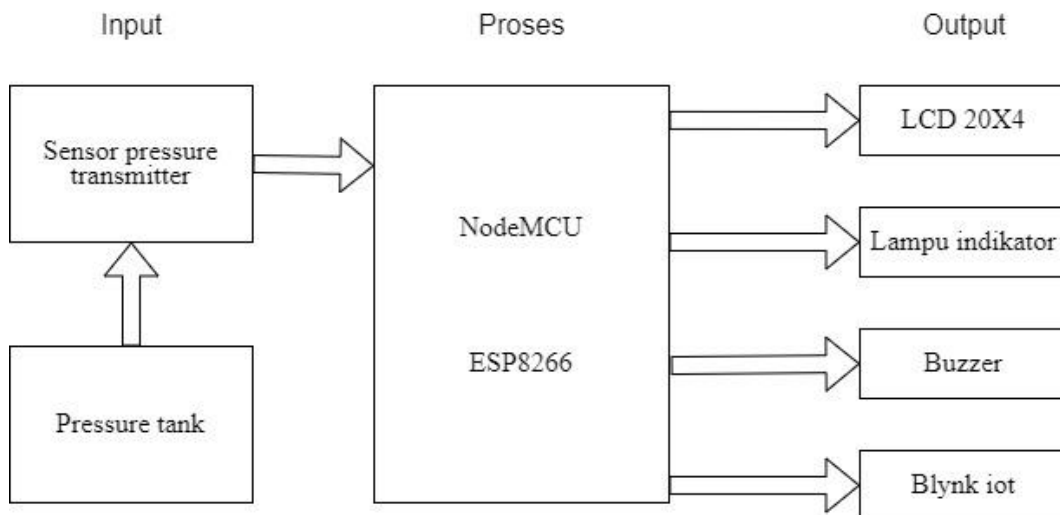 Input
Proses
Output
Sensor pressure
transmitter
Pressure tank
NodeMCU
ESP8266
LCD 20X4
Lampu indikator
Buzzer
Blynk iot